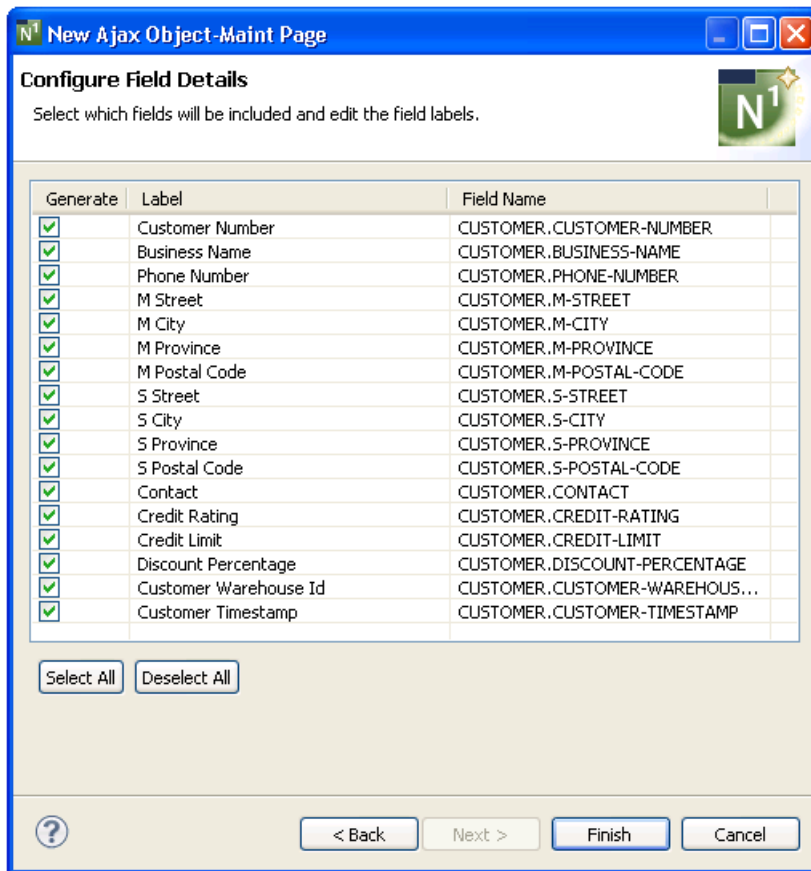 N1 New Ajax Object-Maint Page
Configure Field Details
Select which fields will be included and edit the field labels.
N1
Generate Label Field Name
Customer Number CUSTOMER.CUSTOMER-NUMBER
Business Name CUSTOMER.BUSINESS-NAME
Phone Number CUSTOMER.PHONE-NUMBER
M Street CUSTOMER.M-STREET
M City CUSTOMER.M-CITY
M Province CUSTOMER.M-PROVINCE
M Postal Code CUSTOMER.M-POSTAL-CODE
S Street CUSTOMER.S-STREET
S City CUSTOMER.S-CITY
S Province CUSTOMER.S-PROVINCE
S Postal Code CUSTOMER.S-POSTAL-CODE
Contact CUSTOMER.CONTACT
Credit Rating CUSTOMER.CREDIT-RATING
Credit Limit CUSTOMER.CREDIT-LIMIT
Discount Percentage CUSTOMER.DISCOUNT-PERCENTAGE
Customer Warehouse Id CUSTOMER.CUSTOMER-WAREHOUS...
Customer Timestamp CUSTOMER.CUSTOMER-TIMESTAMP
Select All Deselect All
? < Back Next > Finish Cancel